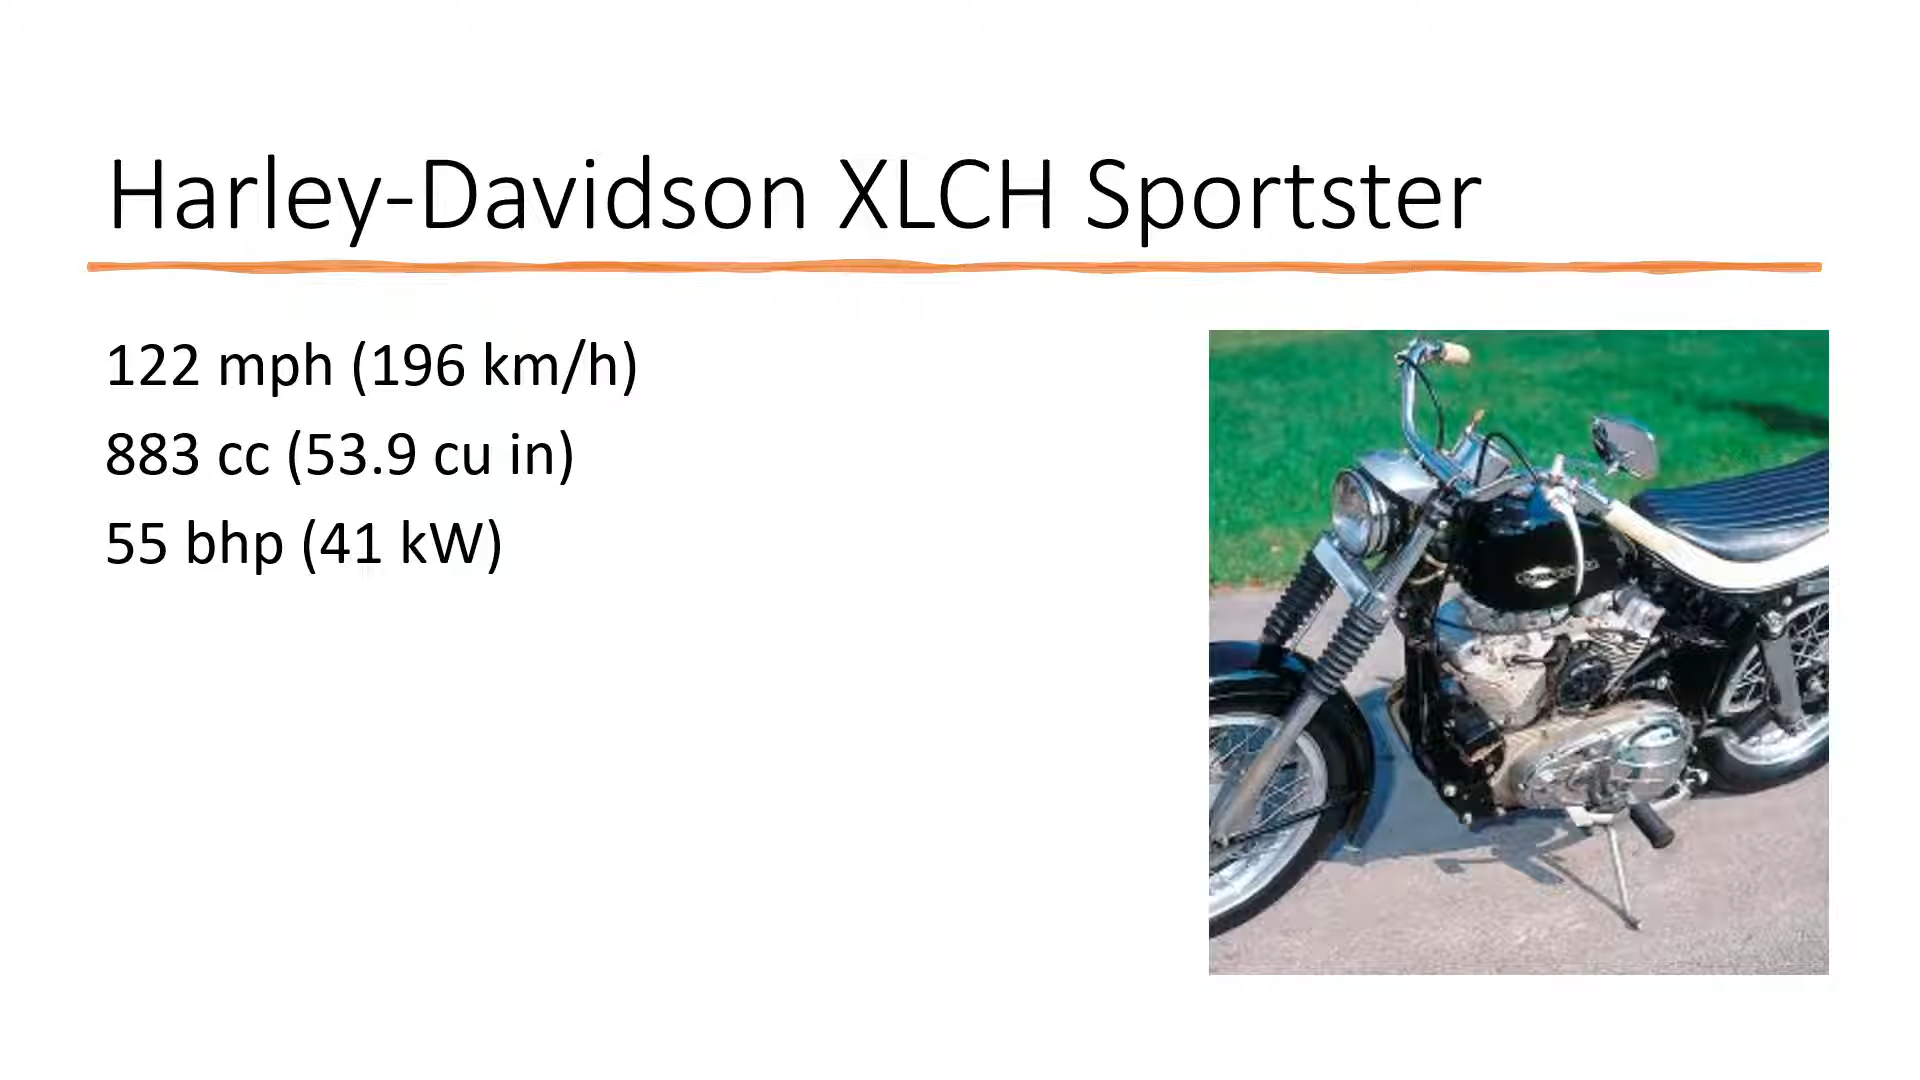 Harley-Davidson XLCH Sportster
122 mph (196 km/h)
883 cc (53.9 cu in)
55 bhp (41 kW)